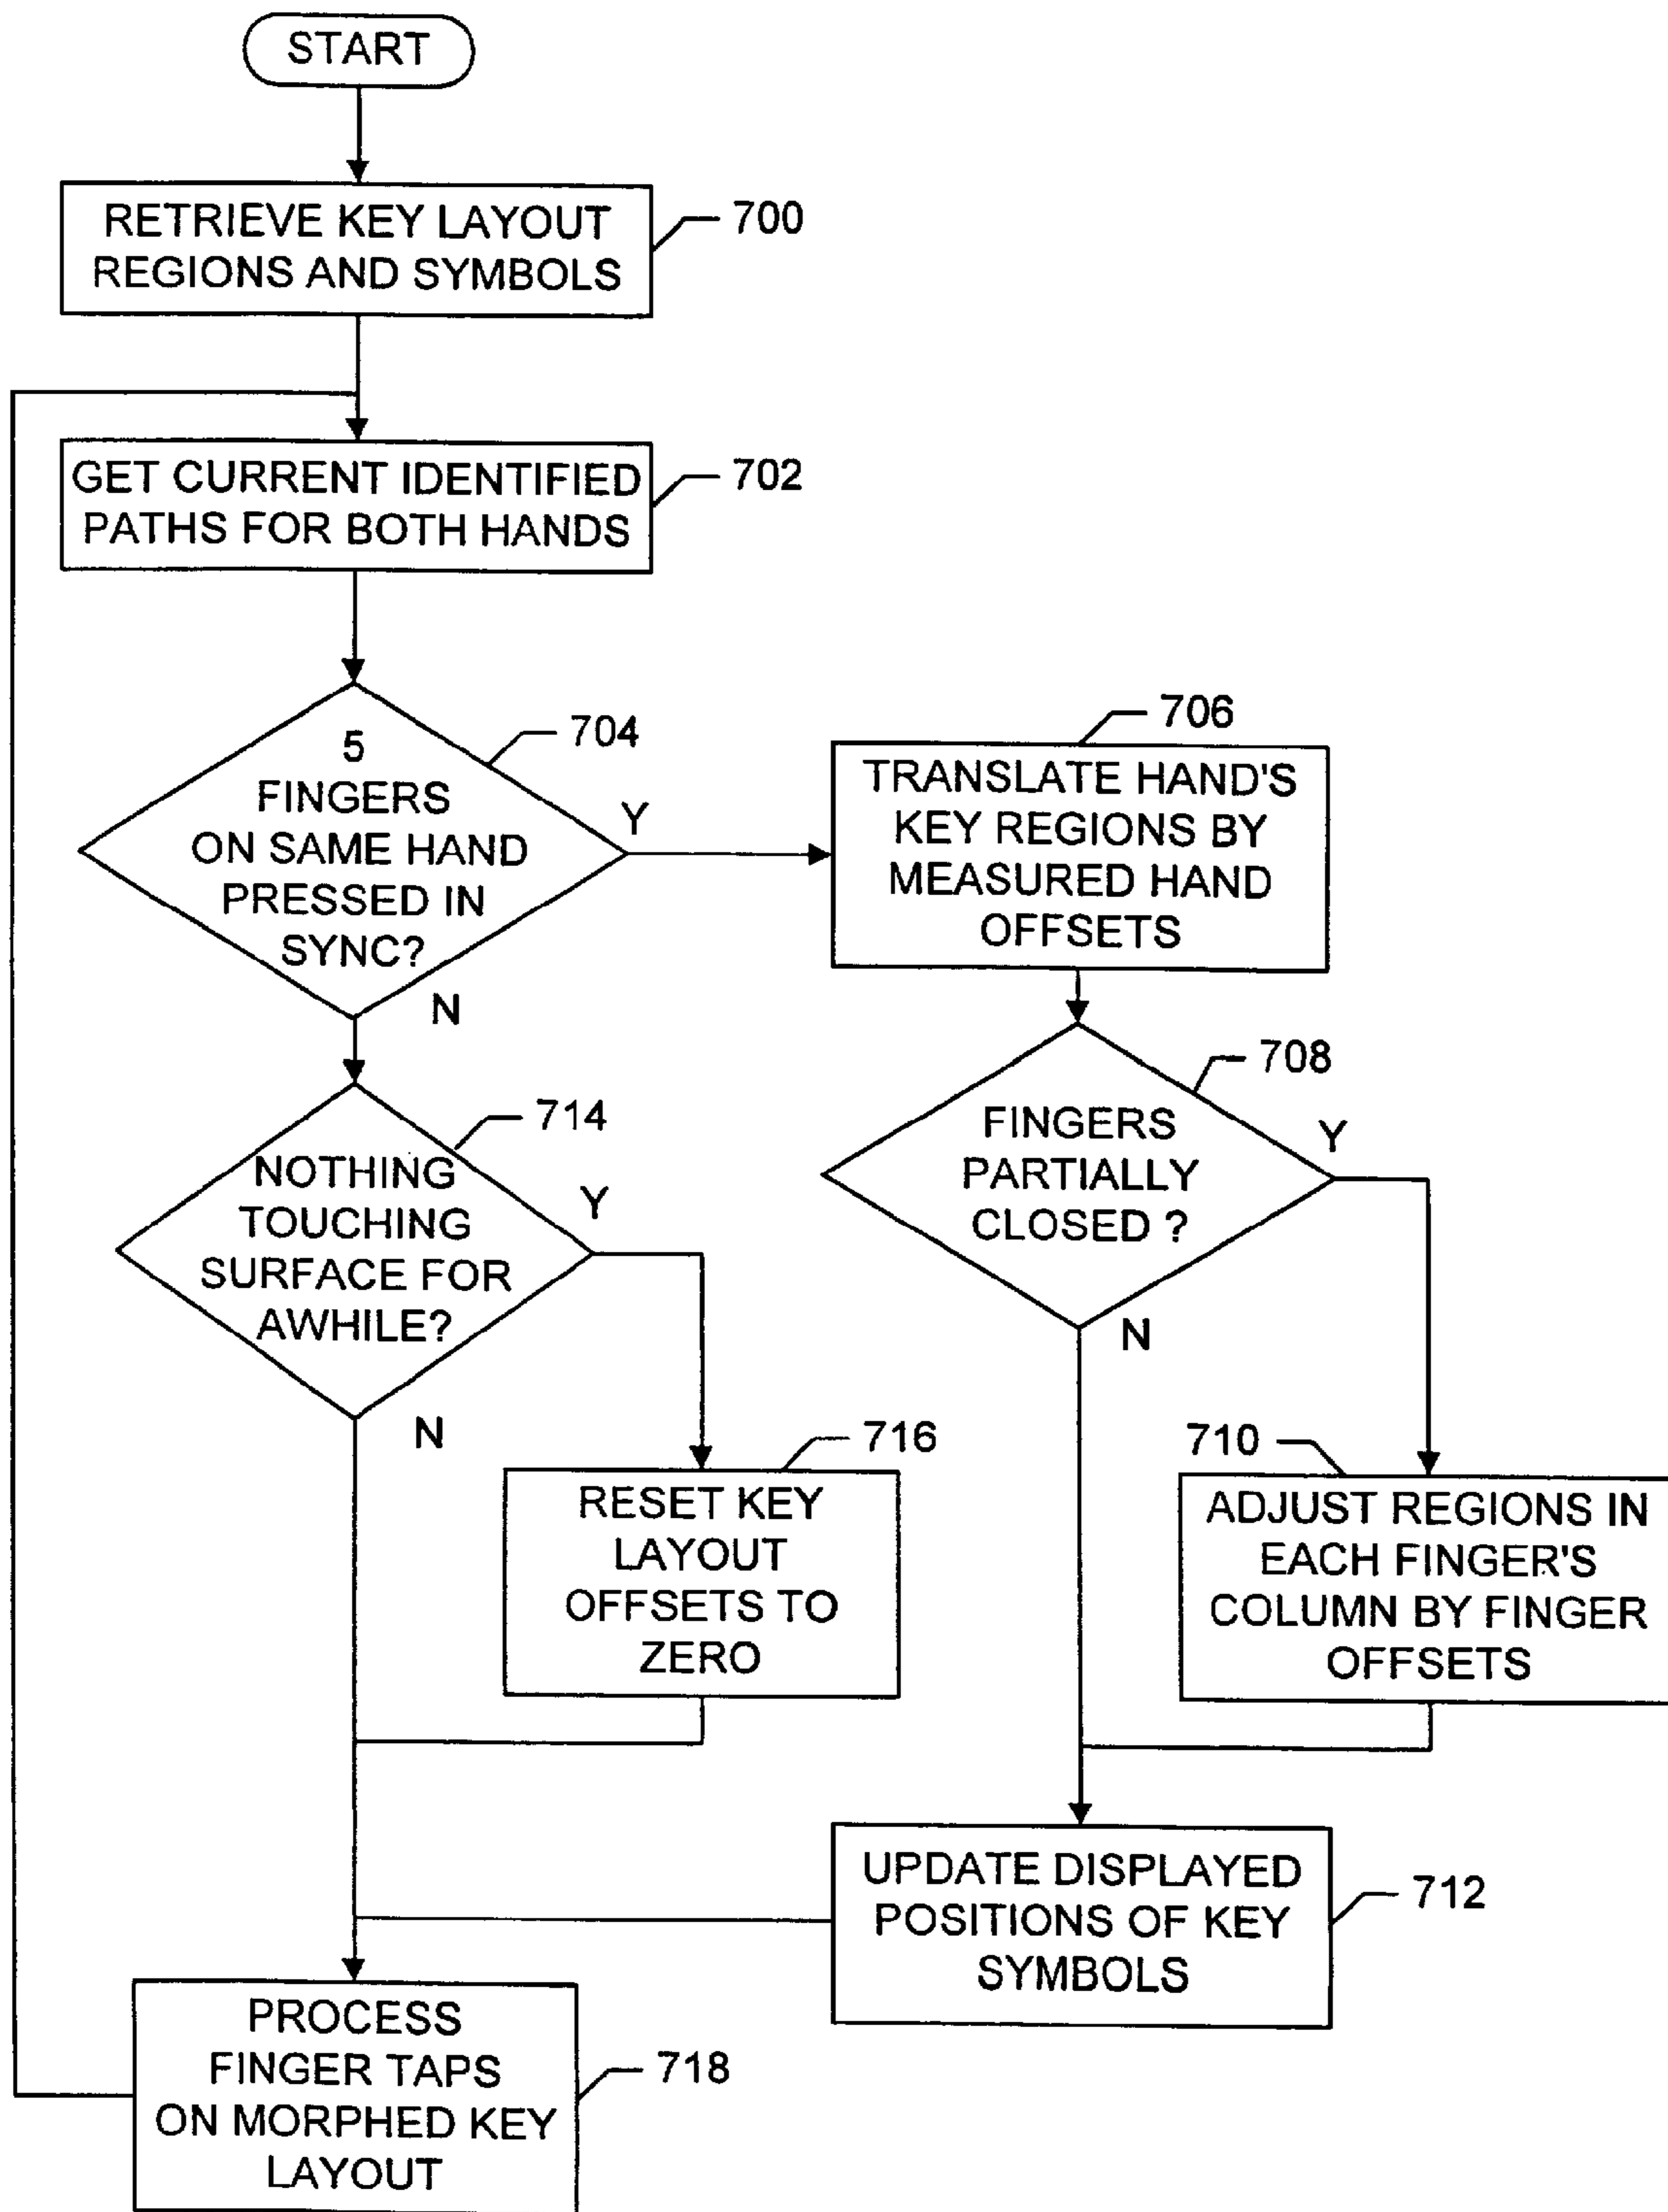 START
RETRIEVE KEY LAYOUT
REGIONS AND SYMBOLS
700
GET CURRENT IDENTIFIED
PATHS FOR BOTH HANDS
702
5
FINGERS
ON SAME HAND
PRESSED IN
SYNC?
704
Y
N
706
TRANSLATE HAND'S
KEY REGIONS BY
MEASURED HAND
OFFSETS
FINGERS
PARTIALLY
CLOSED ?
708
Y
N
NOTHING
TOUCHING
SURFACE FOR
AWHILE?
714
Y
N
716
RESET KEY
LAYOUT
OFFSETS TO
ZERO
710
ADJUST REGIONS IN
EACH FINGER'S
COLUMN BY FINGER
OFFSETS
UPDATE DISPLAYED
POSITIONS OF KEY
SYMBOLS
712
PROCESS
FINGER TAPS
ON MORPHED KEY
LAYOUT
718